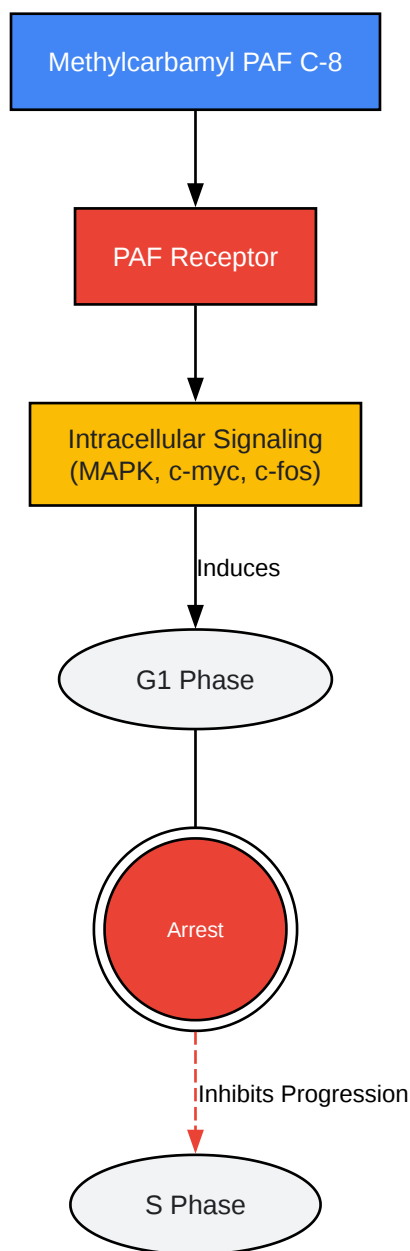 Methylcarbamyl PAF C-8
PAF Receptor
Intracellular Signaling
(MAPK, c-myc, c-fos)
Induces
G1 Phase
Arrest
Inhibits Progression
S Phase